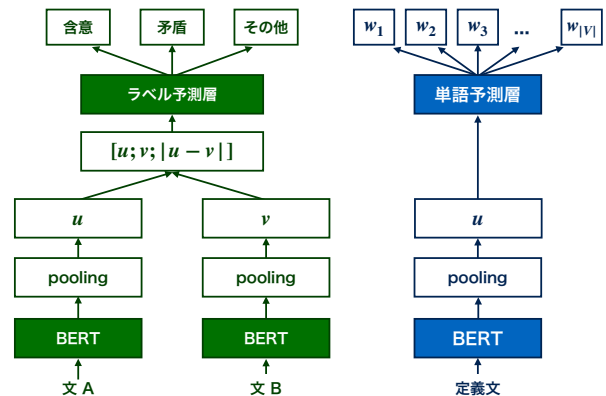 含意 矛盾 その他
ラベル予測層
[u; v; |u − v|]
u v
pooling pooling
BERT BERT
文 A 文 B
w1 w2 w3 ... w|V|
単語予測層
u
pooling
BERT
定義文